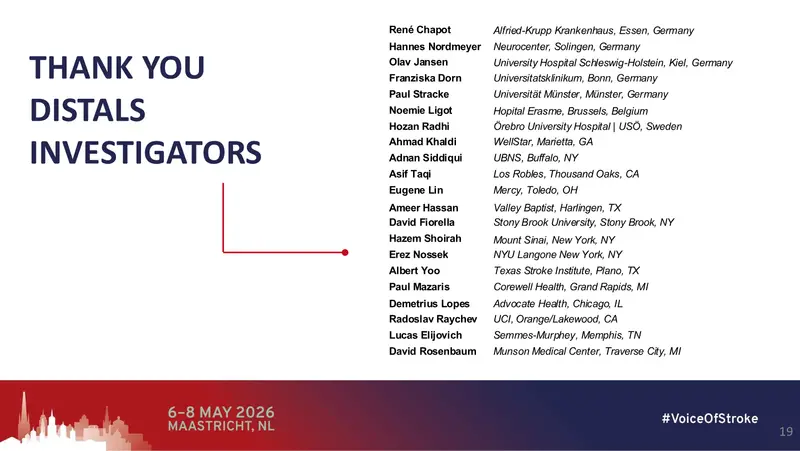 THANK YOU
DISTALS
INVESTIGATORS
René Chapot Alfried-Krupp Krankenhaus, Essen, Germany
Hannes Nordmeyer Neurocenter, Solingen, Germany
Olav Jansen University Hospital Schleswig-Holstein, Kiel, Germany
Franziska Dorn Universitatsklinikum, Bonn, Germany
Paul Stracke Universität Münster, Münster, Germany
Noemie Ligot Hopital Erasme, Brussels, Belgium
Hozan Radhi Örebro University Hospital | USÖ, Sweden
Ahmad Khaldi WellStar, Marietta, GA
Adnan Siddiqui UBNS, Buffalo, NY
Asif Taqi Los Robles, Thousand Oaks, CA
Eugene Lin Mercy, Toledo, OH
Ameer Hassan Valley Baptist, Harlingen, TX
David Fiorella Stony Brook University, Stony Brook, NY
Hazem Shoirah Mount Sinai, New York, NY
Erez Nossek NYU Langone New York, NY
Albert Yoo Texas Stroke Institute, Plano, TX
Paul Mazaris Corewell Health, Grand Rapids, MI
Demetrius Lopes Advocate Health, Chicago, IL
Radoslav Raychev UCI, Orange/Lakewood, CA
Lucas Elijovich Semmes-Murphey, Memphis, TN
David Rosenbaum Munson Medical Center, Traverse City, MI
6–8 MAY 2026
MAASTRICHT, NL
#VoiceOfStroke
19